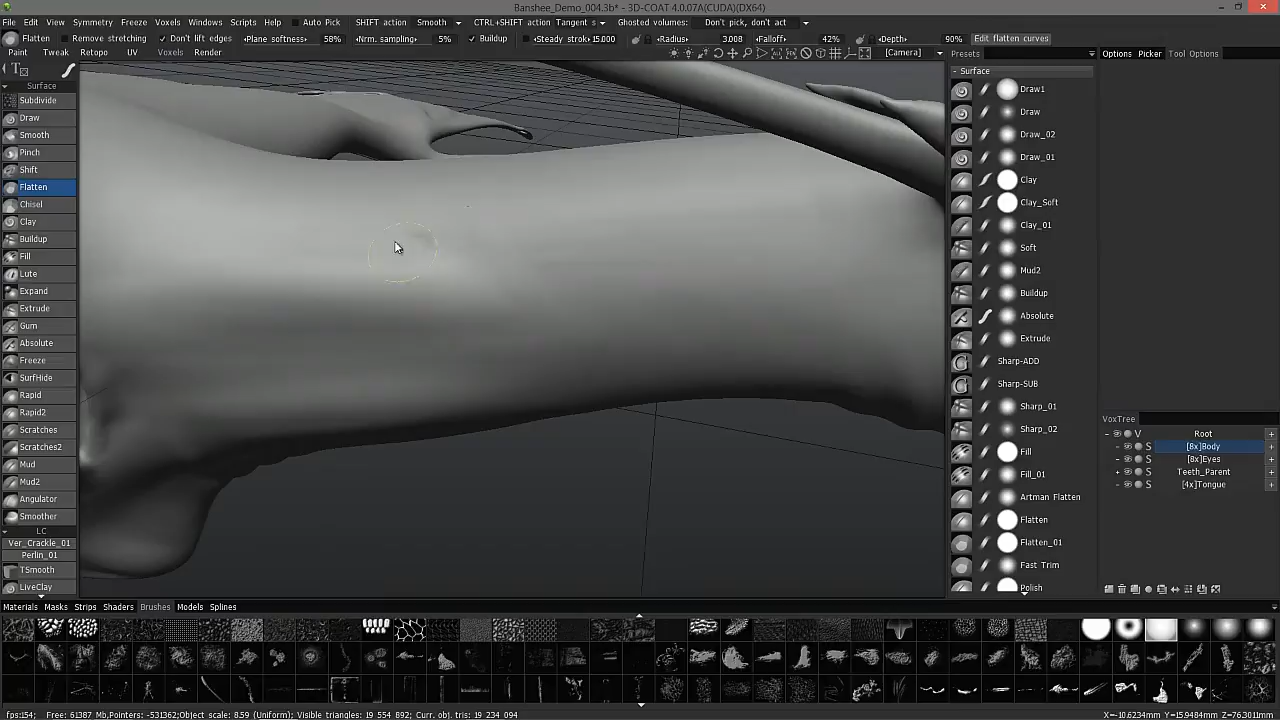 Banshee_Demo_004.3b* - 3D-COAT 4.0.07A(CUDA)(DX64)
File Edit View Symmetry Freeze Voxels Windows Scripts Help Auto Pick SHIFT action Smooth CTRL+SHIFT action Tangent s Ghosted volumes: Don't pick, don't act
Flatten Remove stretching Don't lift edges Plane softness: 58% Nrm. sampling: 5% Buildup Steady strok: 15.000 Radius: 3.008 Falloff: 42% Depth: 90% Edit flatten curves
Paint Tweak Retopo UV Voxels Render [Camera] Presets Options Picker Tool Options
Surface
Subdivide
Draw
Smooth
Pinch
Shift
Flatten
Chisel
Clay
Buildup
Fill
Lute
Expand
Extrude
Gum
Absolute
Freeze
SurfHide
Rapid
Rapid2
Scratches
Scratches2
Mud
Mud2
Angulator
Smoother
LC
Ver_Crackle_01
Perlin_01
TSmooth
LiveClay
Surface
Draw1
Draw
Draw_02
Draw_01
Clay
Clay_Soft
Clay_01
Soft
Mud2
Buildup
Absolute
Extrude
Sharp-ADD
Sharp-SUB
Sharp_01
Sharp_02
Fill
Fill_01
Artman Flatten
Flatten
Flatten_01
Fast Trim
Polish
VoxTree
V Root
S [8x]Body
S [8x]Eyes
S Teeth_Parent
S [4x]Tongue
Materials Masks Strips Shaders Brushes Models Splines
fps:154; Free: 61387 Mb,Pointers: -531362;Object scale: 8.59 (Uniform); Visible triangles: 19 554 892; Curr. obj. tris: 19 234 094
X=-10.6234mm Y=15.9484mm Z=76.3011mm